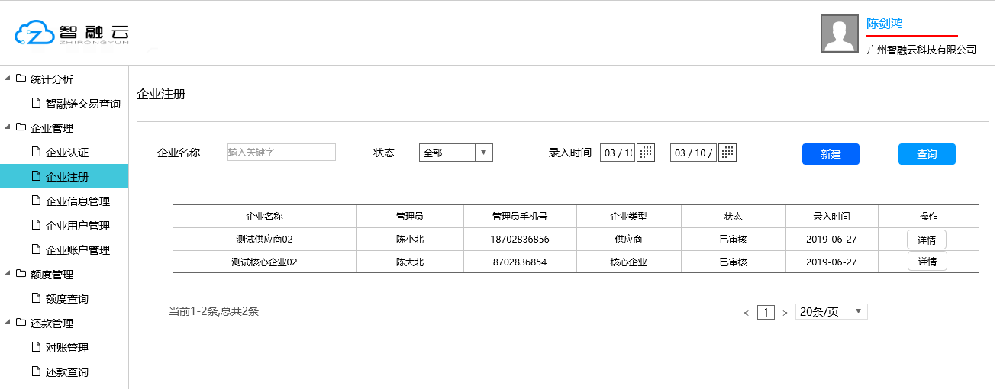 智融云
ZHIRONGYUN
陈剑鸿
广州智融云科技有限公司
统计分析
智融链交易查询
企业管理
企业认证
企业注册
企业信息管理
企业用户管理
企业账户管理
额度管理
额度查询
还款管理
对账管理
还款查询
企业注册
企业名称 输入关键字 状态 全部 录入时间 03 / 10 - 03 / 10 / 新建 查询
企业名称 管理员 管理员手机号 企业类型 状态 录入时间 操作
测试供应商02 陈小北 18702836856 供应商 已审核 2019-06-27 详情
测试核心企业02 陈大北 8702836854 核心企业 已审核 2019-06-27 详情
当前1-2条,总共2条 < 1 > 20条/页